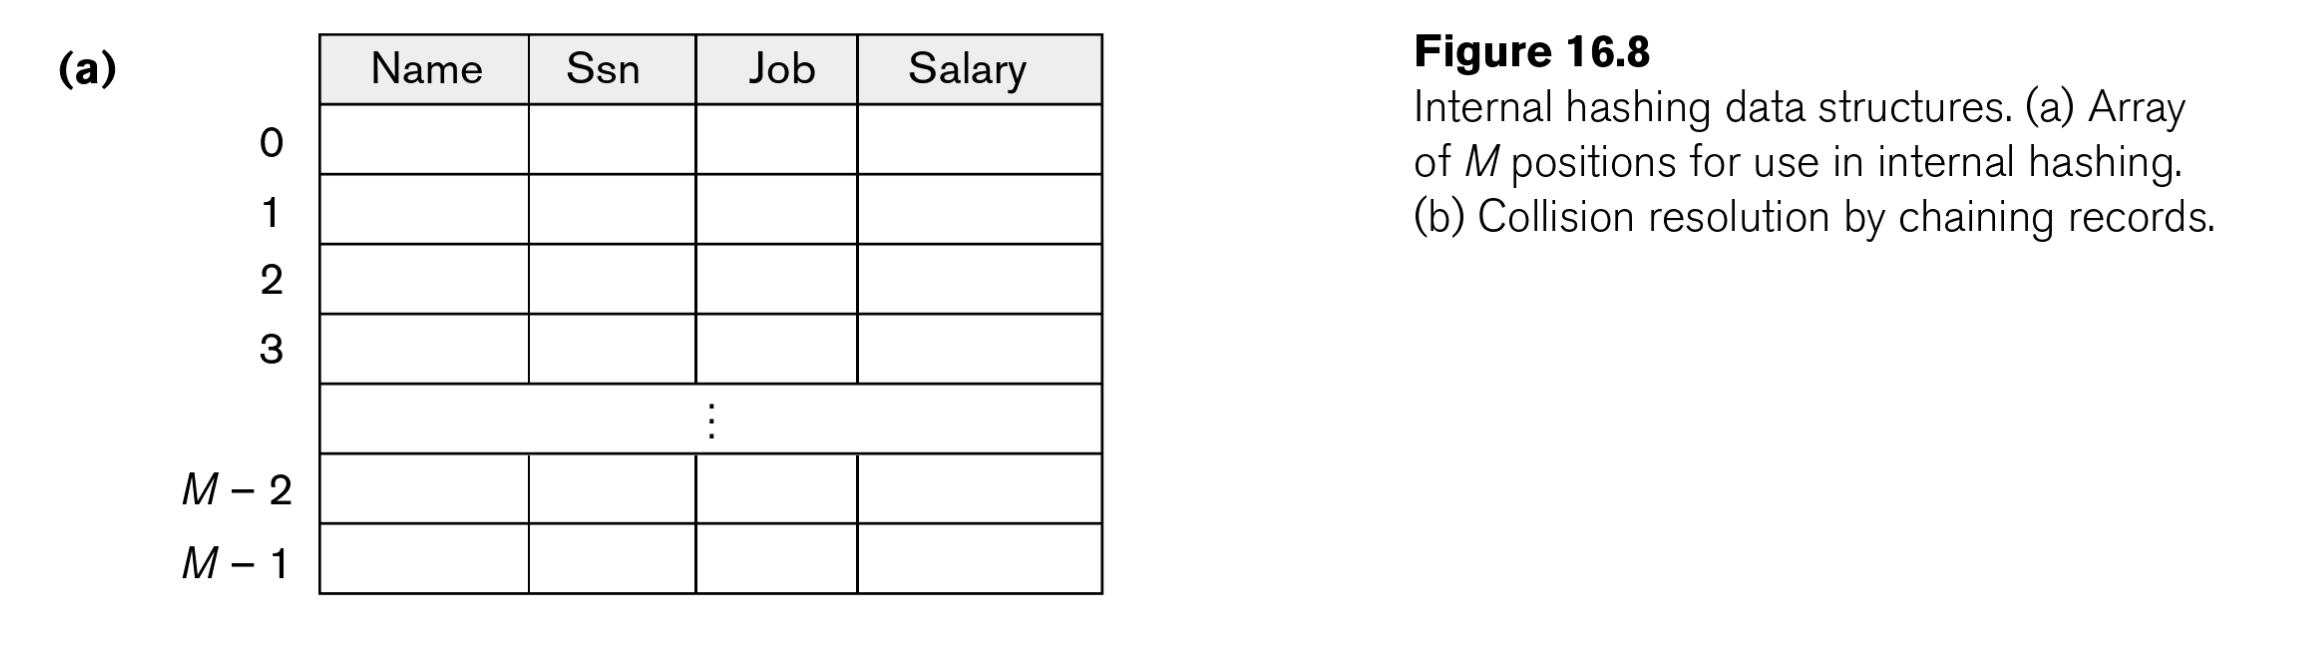 (a)
Name Ssn Job Salary
0
1
2
3
⋮
M – 2
M – 1
Figure 16.8
Internal hashing data structures. (a) Array
of M positions for use in internal hashing.
(b) Collision resolution by chaining records.